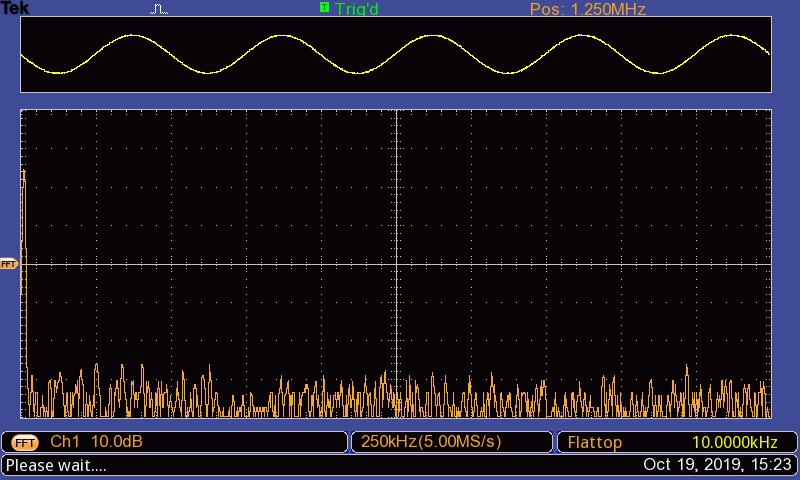 Tek T Trig'd Pos: 1.250MHz
FFT
FFT Ch1 10.0dB 250kHz(5.00MS/s) Flattop 10.0000kHz
Please wait.... Oct 19, 2019, 15:23